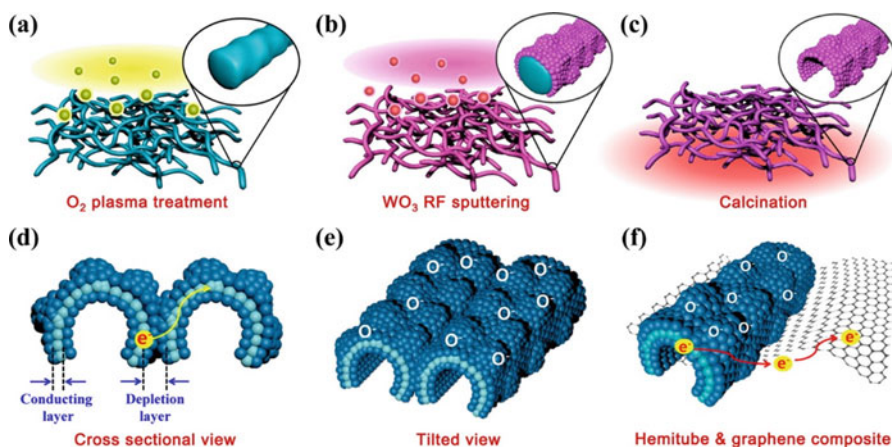 (a)
O₂ plasma treatment
(b)
WO₃ RF sputtering
(c)
Calcination
(d)
e⁻
Conducting
layer
Depletion
layer
Cross sectional view
(e)
O⁻ O⁻ O⁻
O⁻ O⁻
O⁻ O⁻
O⁻
Tilted view
(f)
O⁻
O⁻ O⁻
O⁻ O⁻
e⁻ e⁻ e⁻
Hemitube & graphene composite